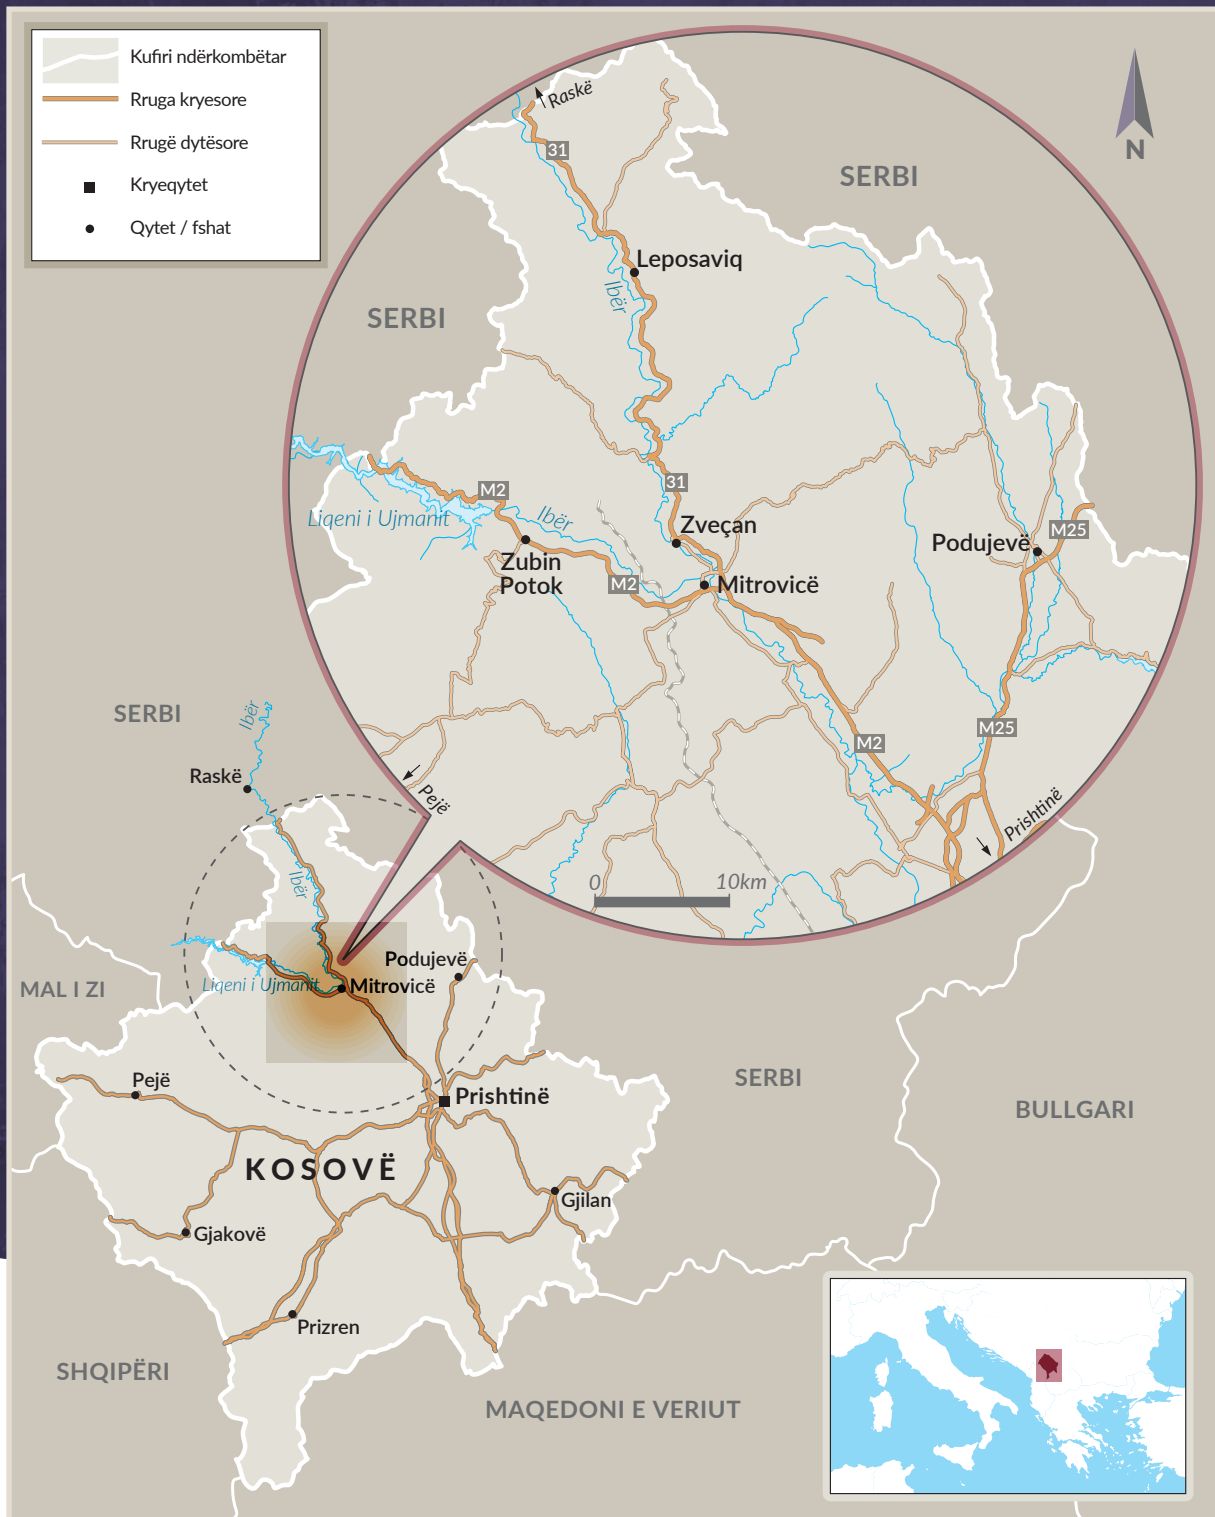 Kufiri ndërkombëtar
Rruga kryesore
Rrugë dytësore
Kryeqytet
Qytet / fshat
N
Raskë
31
SERBI
Leposaviq
Ibër
SERBI
31
M2
Liqeni i Ujmanit
Ibër
Zveçan
Zubin
Potok
M2
Mitrovicë
Podujevë
M25
M25
M2
Pejë
Prishtinë
0
10km
SERBI
Ibër
Raskë
Ibër
Podujevë
Liqeni i Ujmanit
Mitrovicë
MAL I ZI
Pejë
Prishtinë
SERBI
BULLGARI
KOSOVË
Gjilan
Gjakovë
Prizren
SHQIPËRI
MAQEDONI E VERIUT